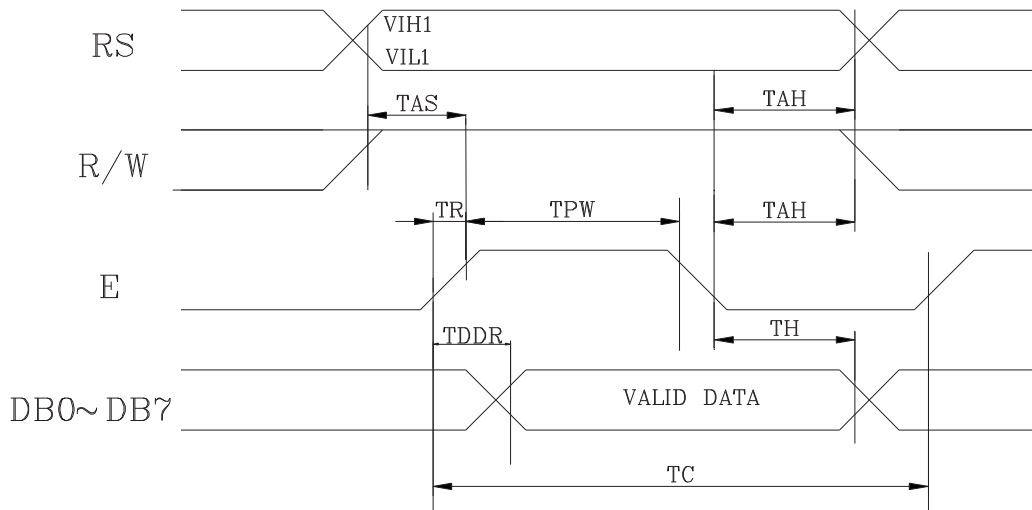 RS
VIH1
VIL1
TAS
TAH
R/W
TR
TPW
TAH
E
TDDR
TH
DB0~DB7
VALID DATA
TC